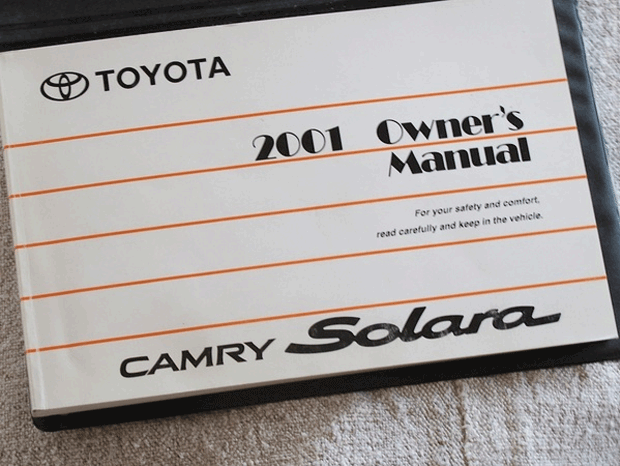 TOYOTA
2001 Owner's
Manual
For your safety and comfort,
read carefully and keep in the vehicle.
CAMRY Solara